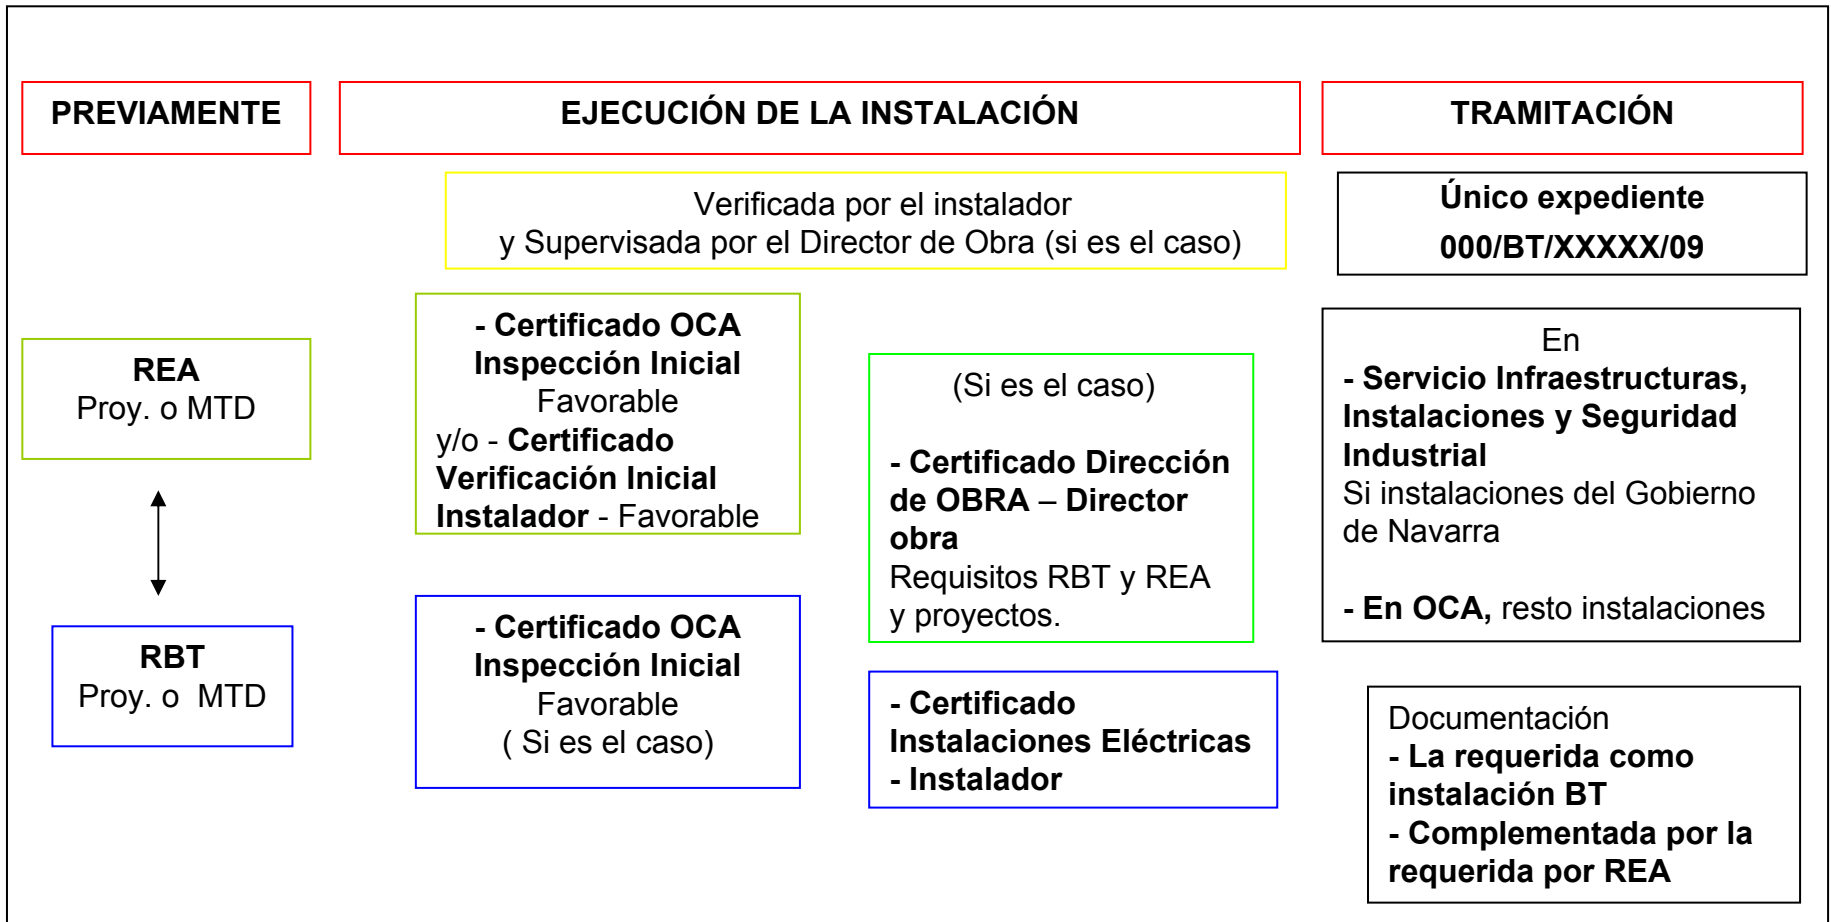 PREVIAMENTE
EJECUCIÓN DE LA INSTALACIÓN
TRAMITACIÓN
Verificada por el instalador
y Supervisada por el Director de Obra (si es el caso)
Único expediente
000/BT/XXXXX/09
REA
Proy. o MTD
RBT
Proy. o MTD
- Certificado OCA
Inspección Inicial
Favorable
y/o - Certificado
Verificación Inicial
Instalador - Favorable
- Certificado OCA
Inspección Inicial
Favorable
( Si es el caso)
(Si es el caso)
- Certificado Dirección
de OBRA – Director
obra
Requisitos RBT y REA
y proyectos.
- Certificado
Instalaciones Eléctricas
- Instalador
En
- Servicio Infraestructuras,
Instalaciones y Seguridad
Industrial
Si instalaciones del Gobierno
de Navarra
- En OCA, resto instalaciones
Documentación
- La requerida como
instalación BT
- Complementada por la
requerida por REA